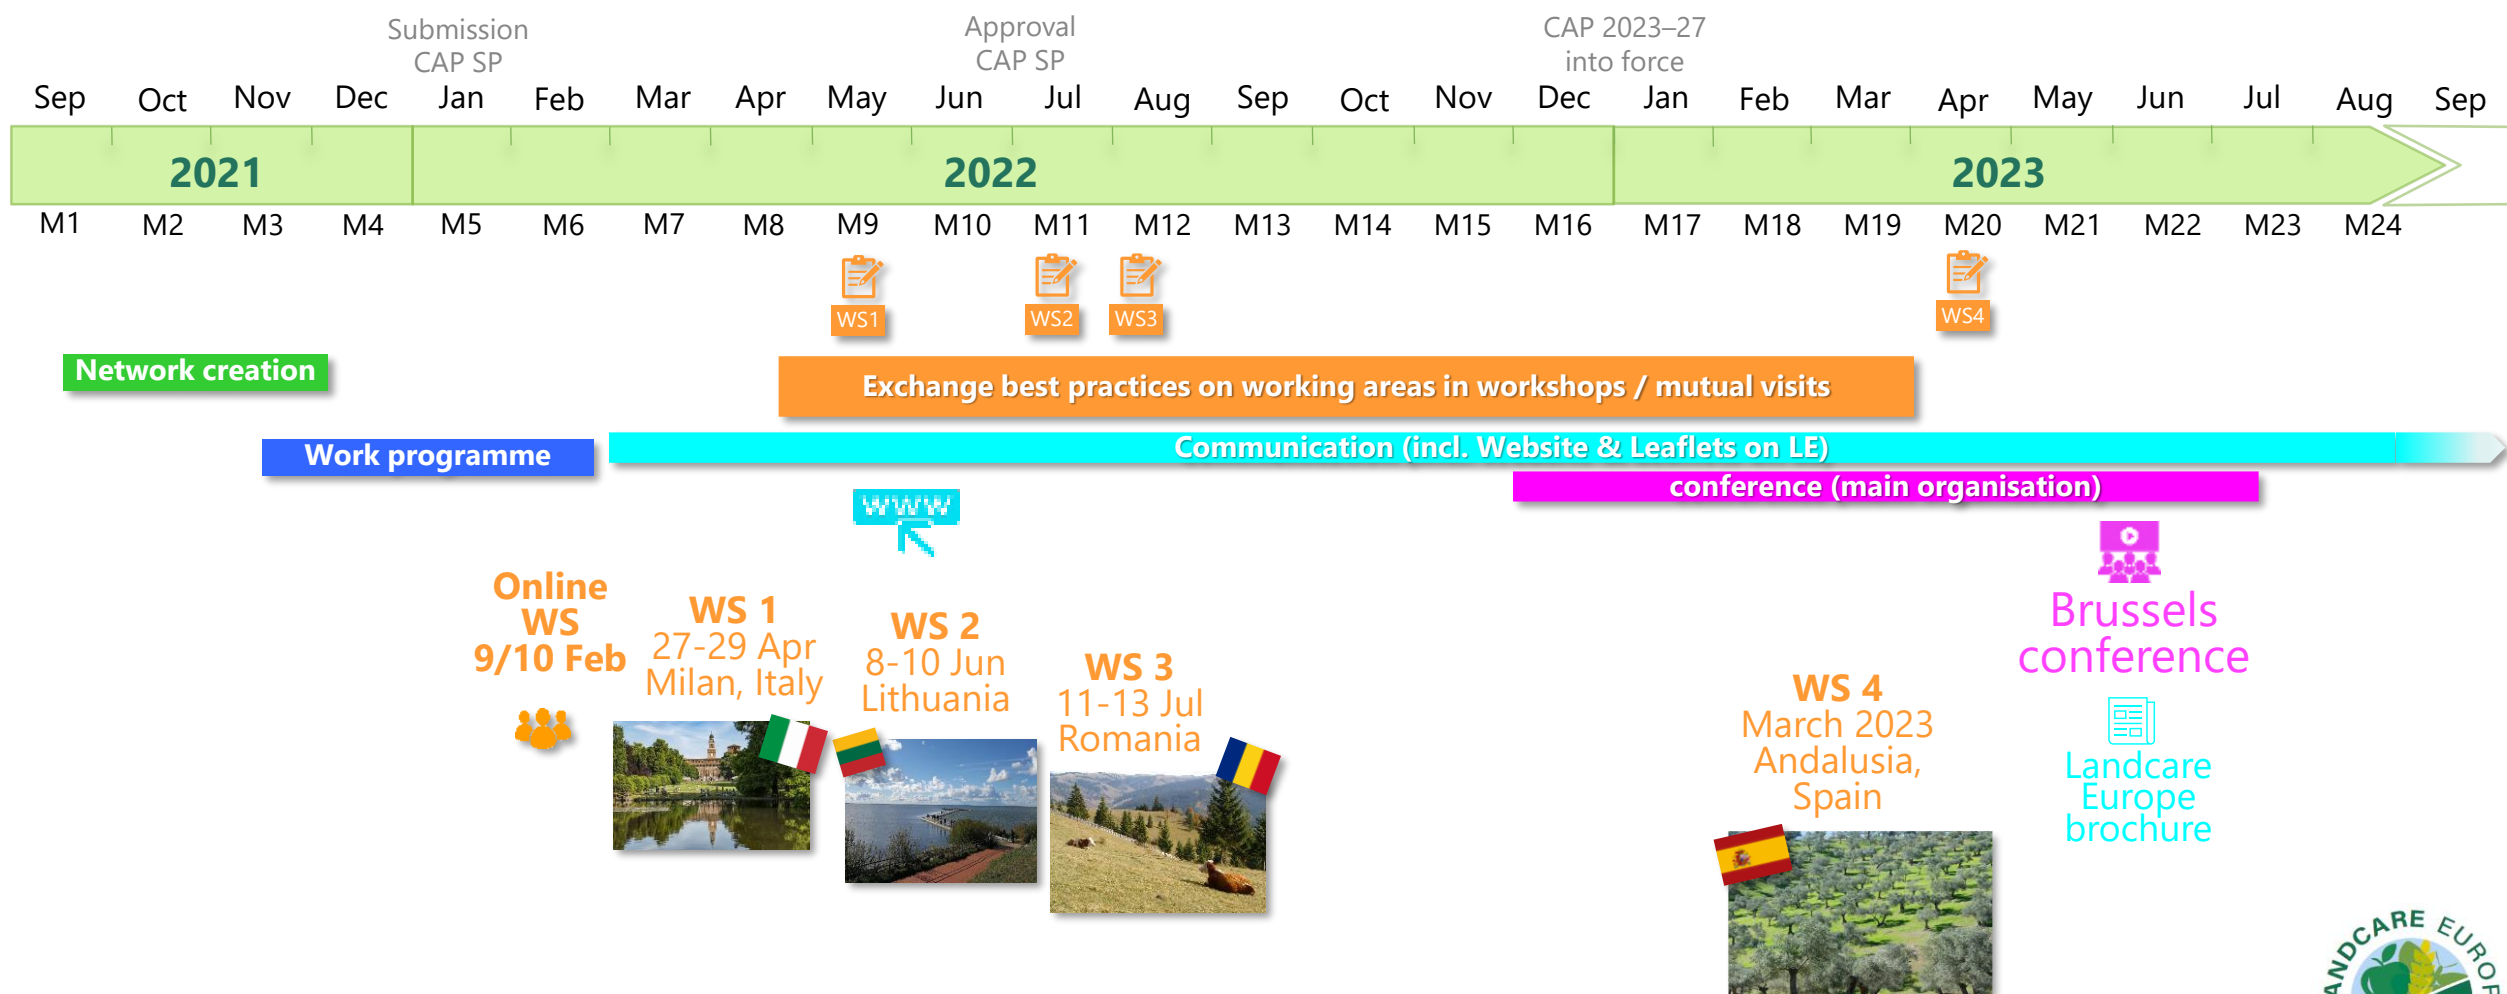 Submission
CAP SP
Approval
CAP SP
CAP 2023–27
into force
Sep Oct Nov Dec Jan Feb Mar Apr May Jun Jul Aug Sep Oct Nov Dec Jan Feb Mar Apr May Jun Jul Aug Sep
2021 2022 2023
M1 M2 M3 M4 M5 M6 M7 M8 M9 M10 M11 M12 M13 M14 M15 M16 M17 M18 M19 M20 M21 M22 M23 M24
WS1 WS2 WS3 WS4
Network creation
Exchange best practices on working areas in workshops / mutual visits
Work programme
Communication (incl. Website & Leaflets on LE)
conference (main organisation)
www
Online
WS
9/10 Feb
WS 1
27-29 Apr
Milan, Italy
WS 2
8-10 Jun
Lithuania
WS 3
11-13 Jul
Romania
WS 4
March 2023
Andalusia,
Spain
Brussels
conference
Landcare
Europe
brochure
ANDCARE EUROP